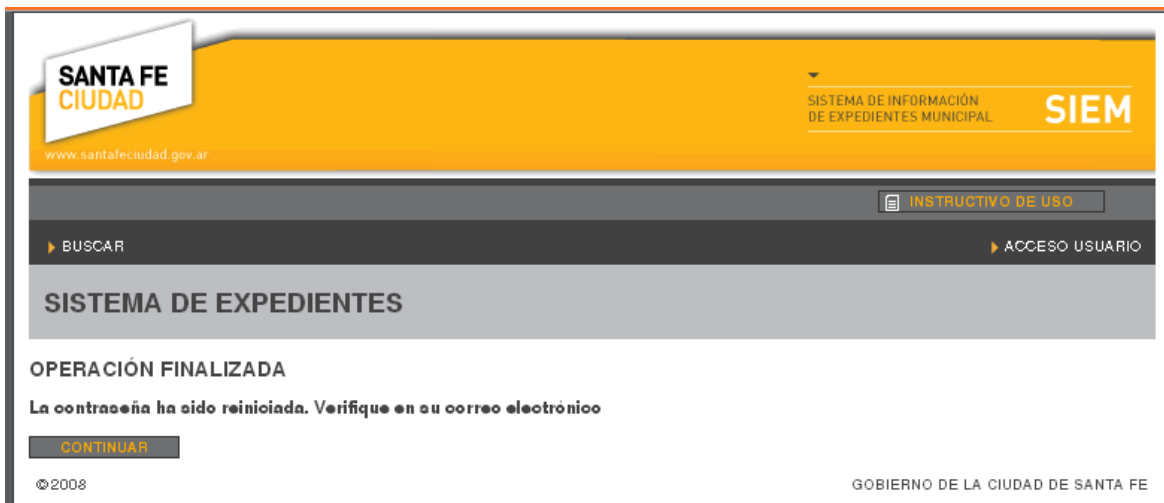 SANTA FE
CIUDAD
www.santafeciudad.gov.ar
SISTEMA DE INFORMACIÓN
DE EXPEDIENTES MUNICIPAL
SIEM
INSTRUCTIVO DE USO
BUSCAR
ACCESO USUARIO
SISTEMA DE EXPEDIENTES
OPERACIÓN FINALIZADA
La contraseña ha sido reiniciada. Verifique en su correo electrónico
CONTINUAR
©2008
GOBIERNO DE LA CIUDAD DE SANTA FE